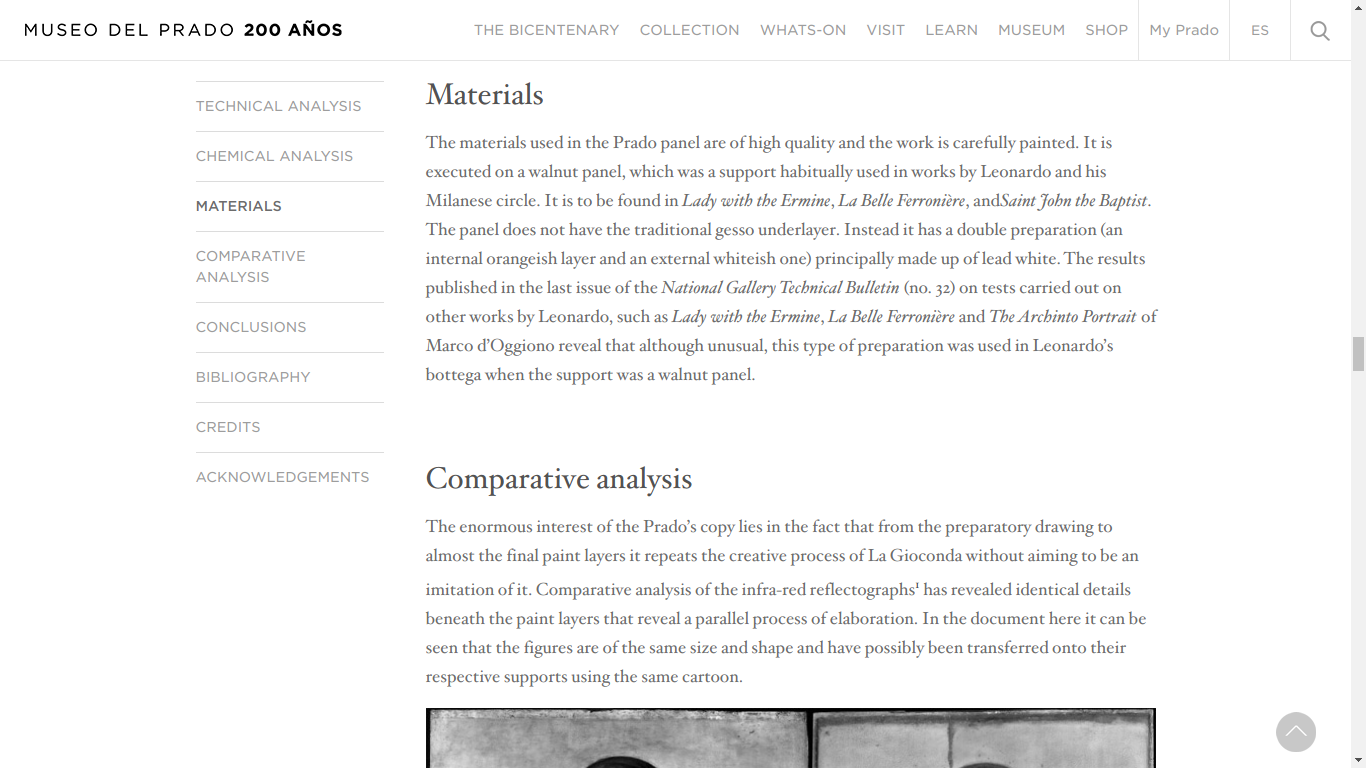 MUSEO DEL PRADO 200 AÑOS
THE BICENTENARY COLLECTION WHATS-ON VISIT LEARN MUSEUM SHOP My Prado ES
TECHNICAL ANALYSIS
CHEMICAL ANALYSIS
MATERIALS
COMPARATIVE
ANALYSIS
CONCLUSIONS
BIBLIOGRAPHY
CREDITS
ACKNOWLEDGEMENTS
Materials
The materials used in the Prado panel are of high quality and the work is carefully painted. It is
executed on a walnut panel, which was a support habitually used in works by Leonardo and his
Milanese circle. It is to be found in Lady with the Ermine, La Belle Ferronière, andSaint John the Baptist.
The panel does not have the traditional gesso underlayer. Instead it has a double preparation (an
internal orangeish layer and an external whiteish one) principally made up of lead white. The results
published in the last issue of the National Gallery Technical Bulletin (no. 32) on tests carried out on
other works by Leonardo, such as Lady with the Ermine, La Belle Ferronière and The Archinto Portrait of
Marco d’Oggiono reveal that although unusual, this type of preparation was used in Leonardo’s
bottega when the support was a walnut panel.
Comparative analysis
The enormous interest of the Prado’s copy lies in the fact that from the preparatory drawing to
almost the final paint layers it repeats the creative process of La Gioconda without aiming to be an
imitation of it. Comparative analysis of the infra-red reflectographs¹ has revealed identical details
beneath the paint layers that reveal a parallel process of elaboration. In the document here it can be
seen that the figures are of the same size and shape and have possibly been transferred onto their
respective supports using the same cartoon.